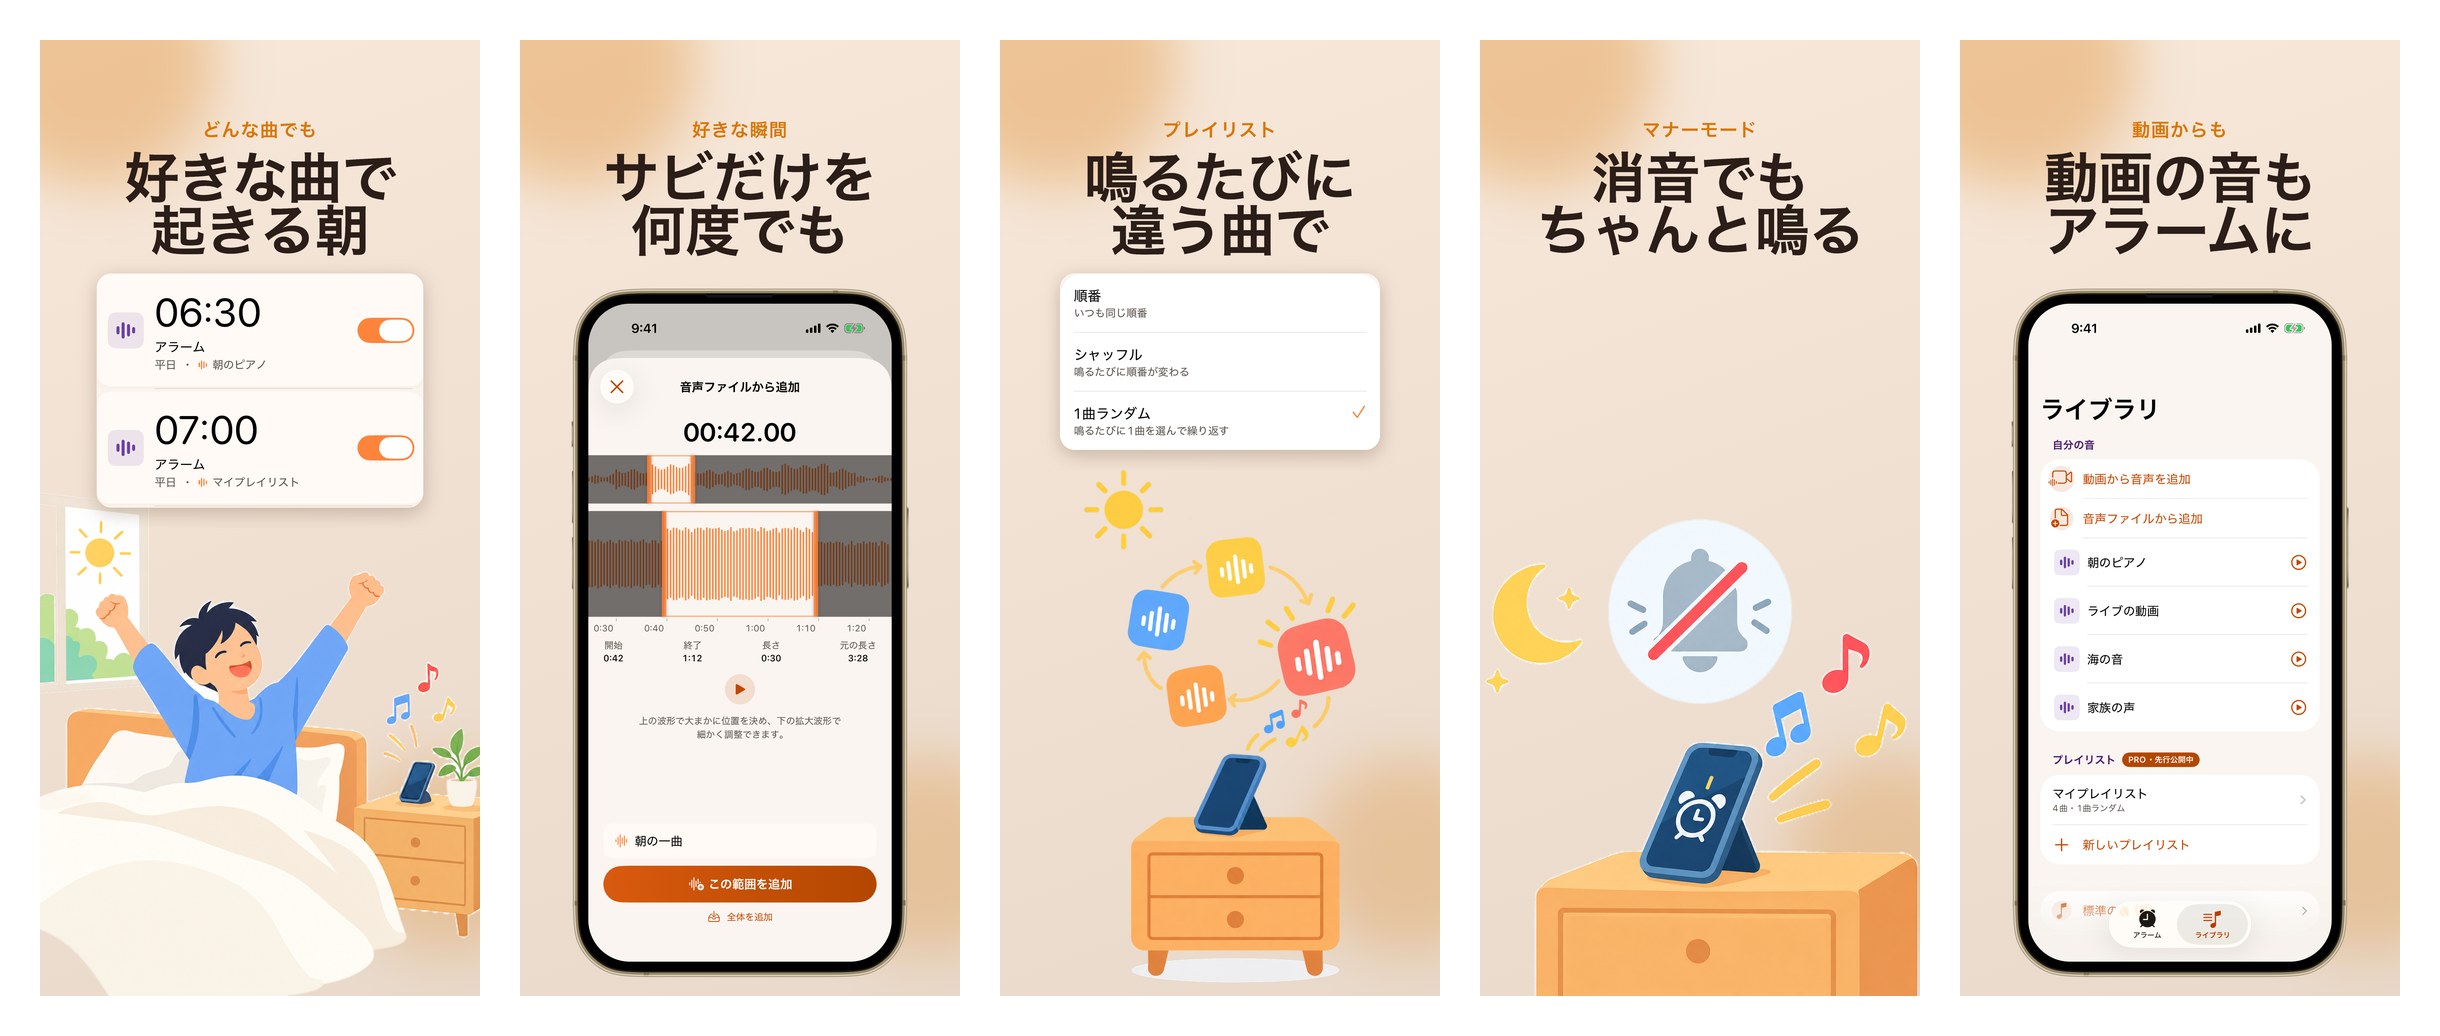 どんな曲でも
好きな曲で
起きる朝
06:30
アラーム
平日 ・ 朝のピアノ
07:00
アラーム
平日 ・ マイプレイリスト
好きな瞬間
サビだけを
何度でも
9:41
音声ファイルから追加
00:42.00
0:30 0:40 0:50 1:00 1:10 1:20
開始 終了 長さ 元の長さ
0:42 1:12 0:30 3:28
上の波形で大まかに位置を決め、下の拡大波形で
細かく調整できます。
朝の一曲
この範囲を追加
全体を追加
プレイリスト
鳴るたびに
違う曲で
順番
いつも同じ順番
シャッフル
鳴るたびに順番が変わる
1曲ランダム
鳴るたびに1曲を選んで繰り返す
マナーモード
消音でも
ちゃんと鳴る
動画からも
動画の音も
アラームに
9:41
ライブラリ
自分の音
動画から音声を追加
音声ファイルから追加
朝のピアノ
ライブの動画
海の音
家族の声
プレイリスト PRO・先行公開中
マイプレイリスト
4曲・1曲ランダム
新しいプレイリスト
標準の
アラーム ライブラリ